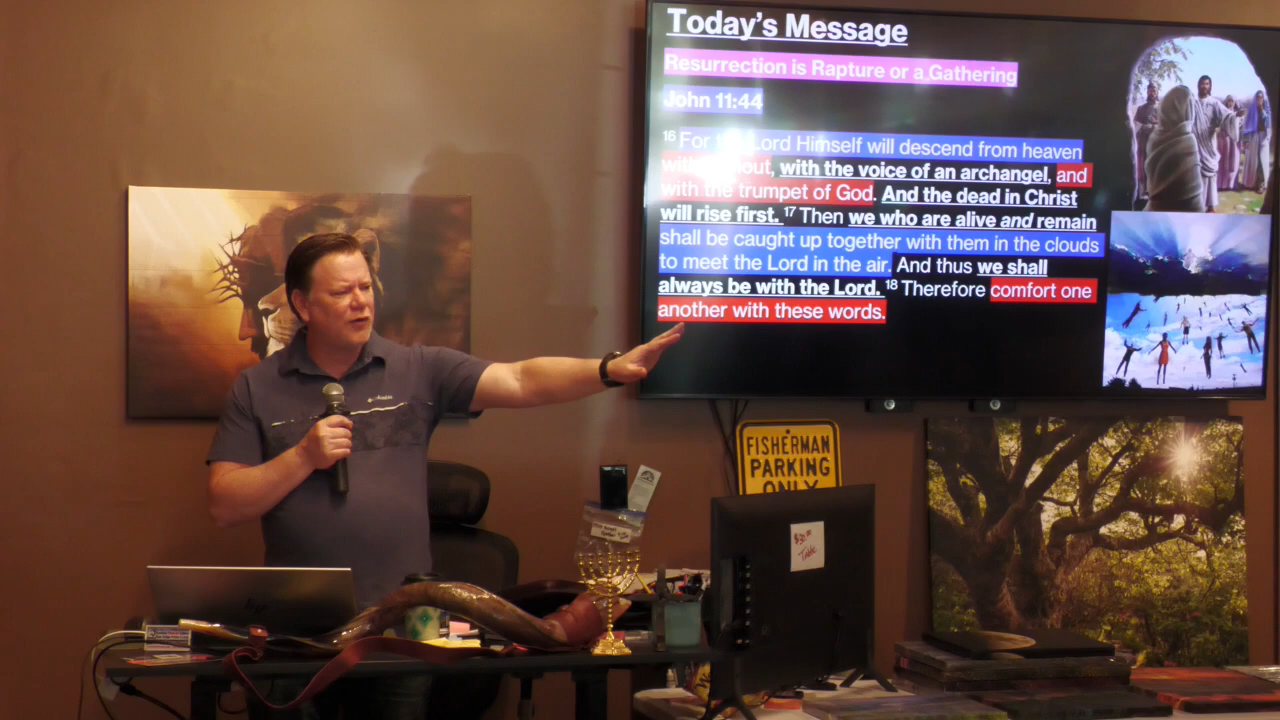 Today's Message
Resurrection is Rapture or a Gathering
John 11:44
16 For the Lord Himself will descend from heaven
with shout, with the voice of an archangel, and
with the trumpet of God. And the dead in Christ
will rise first. 17 Then we who are alive and remain
shall be caught up together with them in the clouds
to meet the Lord in the air. And thus we shall
always be with the Lord. 18 Therefore comfort one
another with these words.
Columbia
FISHERMAN
PARKING
ONLY
Table
hp